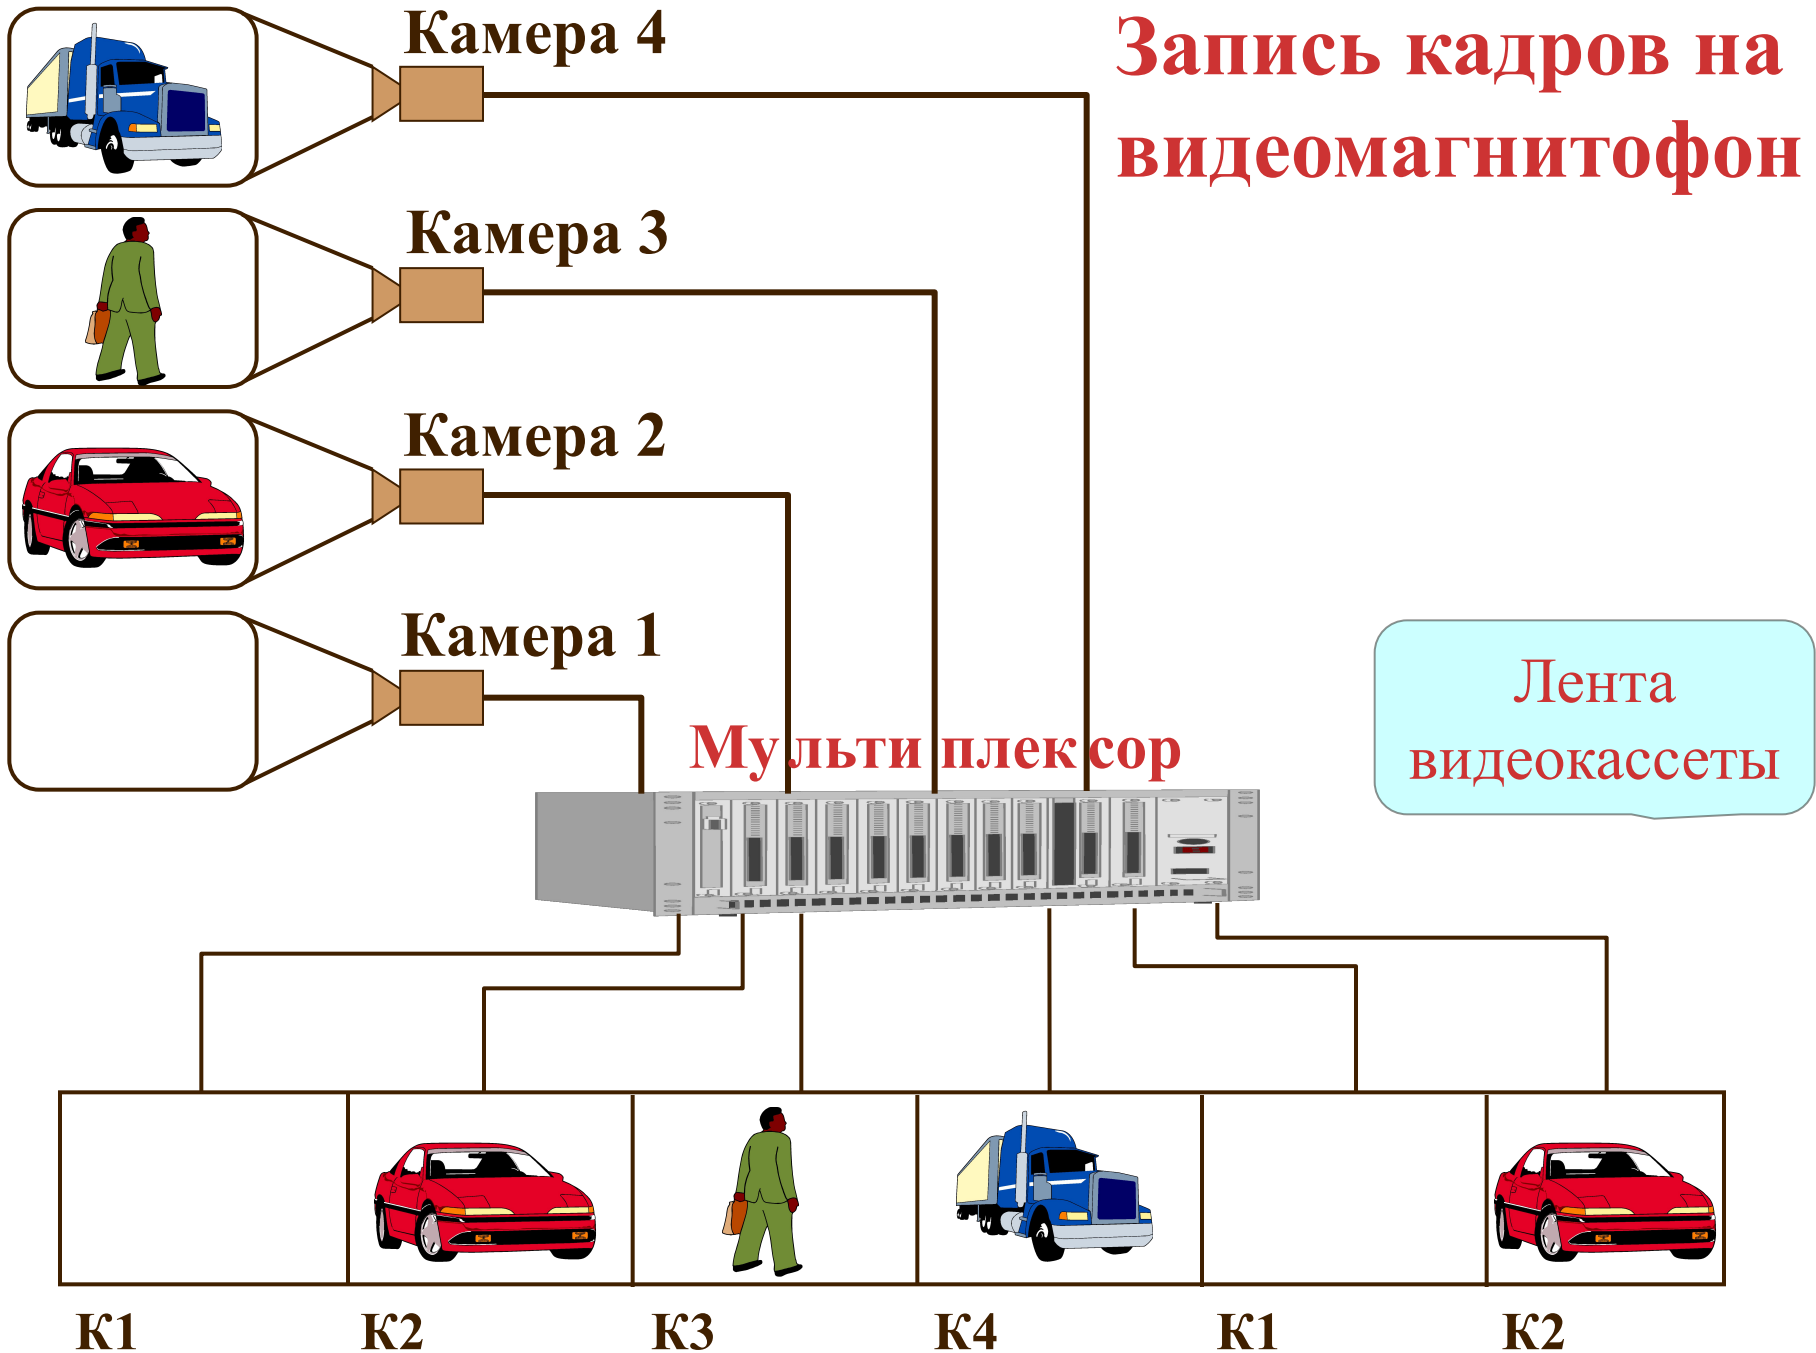 Камера 4
Запись кадров на
видеомагнитофон
Камера 3
Камера 2
Камера 1
Лента
видеокассеты
Мультиплексор
К1 К2 К3 К4 К1 К2